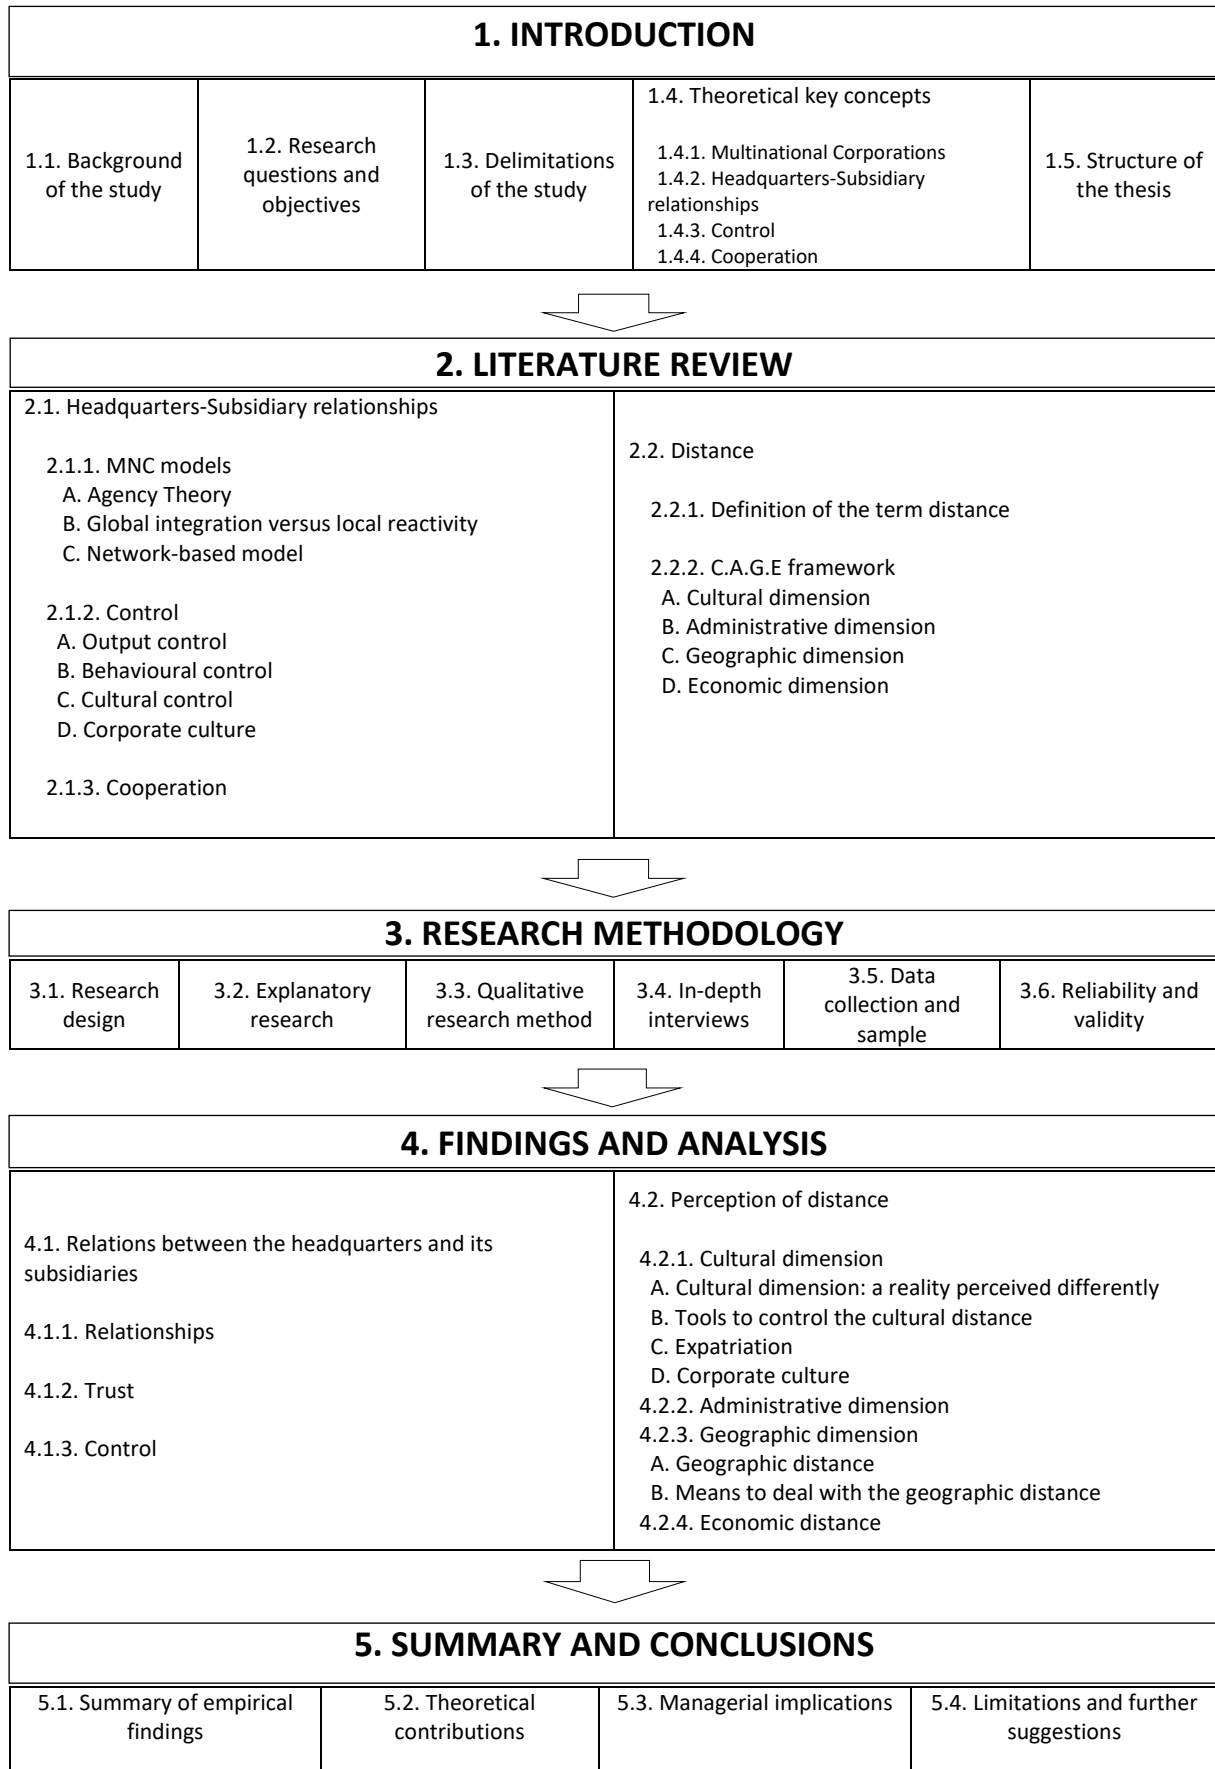 1. INTRODUCTION
1.1. Background
of the study
1.2. Research
questions and
objectives
1.3. Delimitations
of the study
1.4. Theoretical key concepts
1.4.1. Multinational Corporations
1.4.2. Headquarters-Subsidiary
relationships
1.4.3. Control
1.4.4. Cooperation
1.5. Structure of
the thesis
2. LITERATURE REVIEW
2.1. Headquarters-Subsidiary relationships
2.1.1. MNC models
A. Agency Theory
B. Global integration versus local reactivity
C. Network-based model
2.1.2. Control
A. Output control
B. Behavioural control
C. Cultural control
D. Corporate culture
2.1.3. Cooperation
2.2. Distance
2.2.1. Definition of the term distance
2.2.2. C.A.G.E framework
A. Cultural dimension
B. Administrative dimension
C. Geographic dimension
D. Economic dimension
3. RESEARCH METHODOLOGY
3.1. Research
design
3.2. Explanatory
research
3.3. Qualitative
research method
3.4. In-depth
interviews
3.5. Data
collection and
sample
3.6. Reliability and
validity
4. FINDINGS AND ANALYSIS
4.1. Relations between the headquarters and its
subsidiaries
4.1.1. Relationships
4.1.2. Trust
4.1.3. Control
4.2. Perception of distance
4.2.1. Cultural dimension
A. Cultural dimension: a reality perceived differently
B. Tools to control the cultural distance
C. Expatriation
D. Corporate culture
4.2.2. Administrative dimension
4.2.3. Geographic dimension
A. Geographic distance
B. Means to deal with the geographic distance
4.2.4. Economic distance
5. SUMMARY AND CONCLUSIONS
5.1. Summary of empirical
findings
5.2. Theoretical
contributions
5.3. Managerial implications
5.4. Limitations and further
suggestions